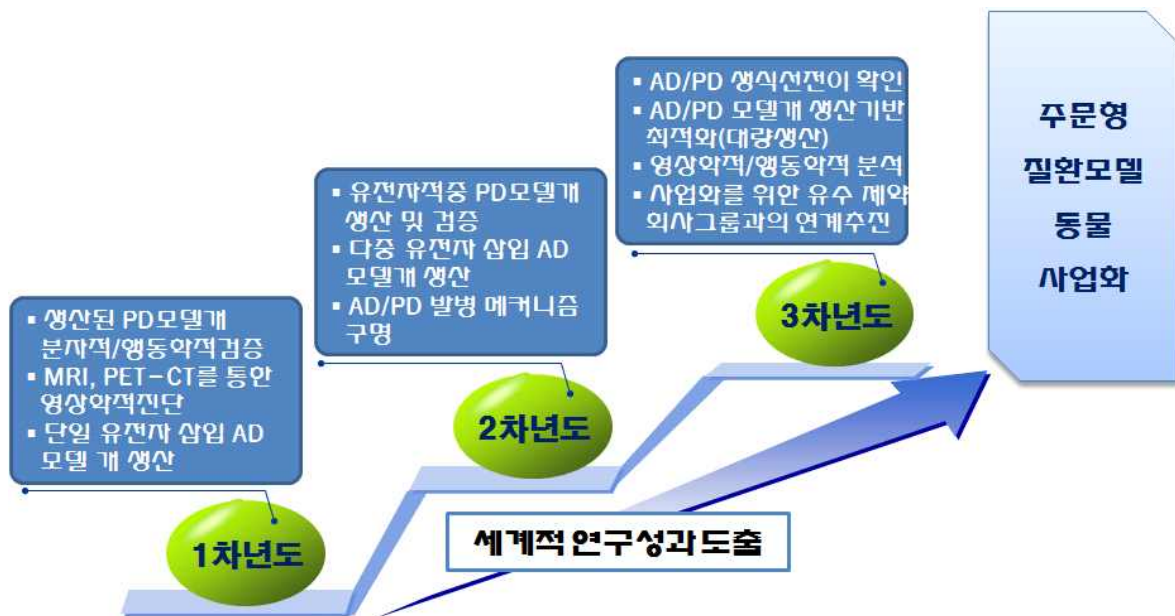 ▪ AD/PD 생식선전이 확인
▪ AD/PD 모델개 생산기반
최적화(대량생산)
▪ 영상학적/행동학적 분석
▪ 사업화를 위한 유수 제약
회사그룹과의 연계추진
3차년도
▪ 유전자적중 PD모델개
생산 및 검증
▪ 다중 유전자 삽입 AD
모델개 생산
▪ AD/PD 발병 메커니즘
구명
2차년도
▪ 생산된 PD모델개
분자적/행동학적검증
▪ MRI, PET-CT를 통한
영상학적진단
▪ 단일 유전자 삽입 AD
모델 개 생산
1차년도
세계적 연구성과 도출
주문형
질환모델
동물
사업화